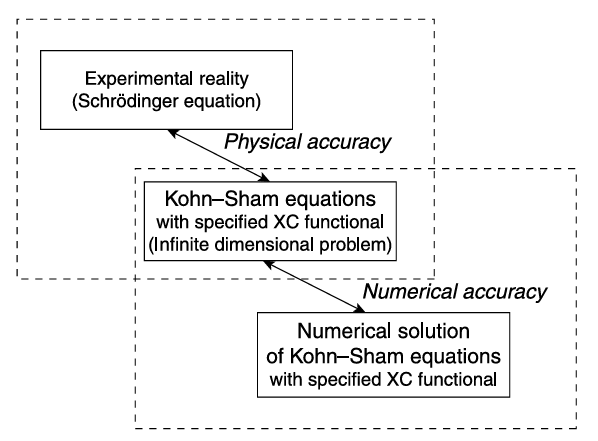 Experimental reality
(Schrödinger equation)
Physical accuracy
Kohn–Sham equations
with specified XC functional
(Infinite dimensional problem)
Numerical accuracy
Numerical solution
of Kohn–Sham equations
with specified XC functional